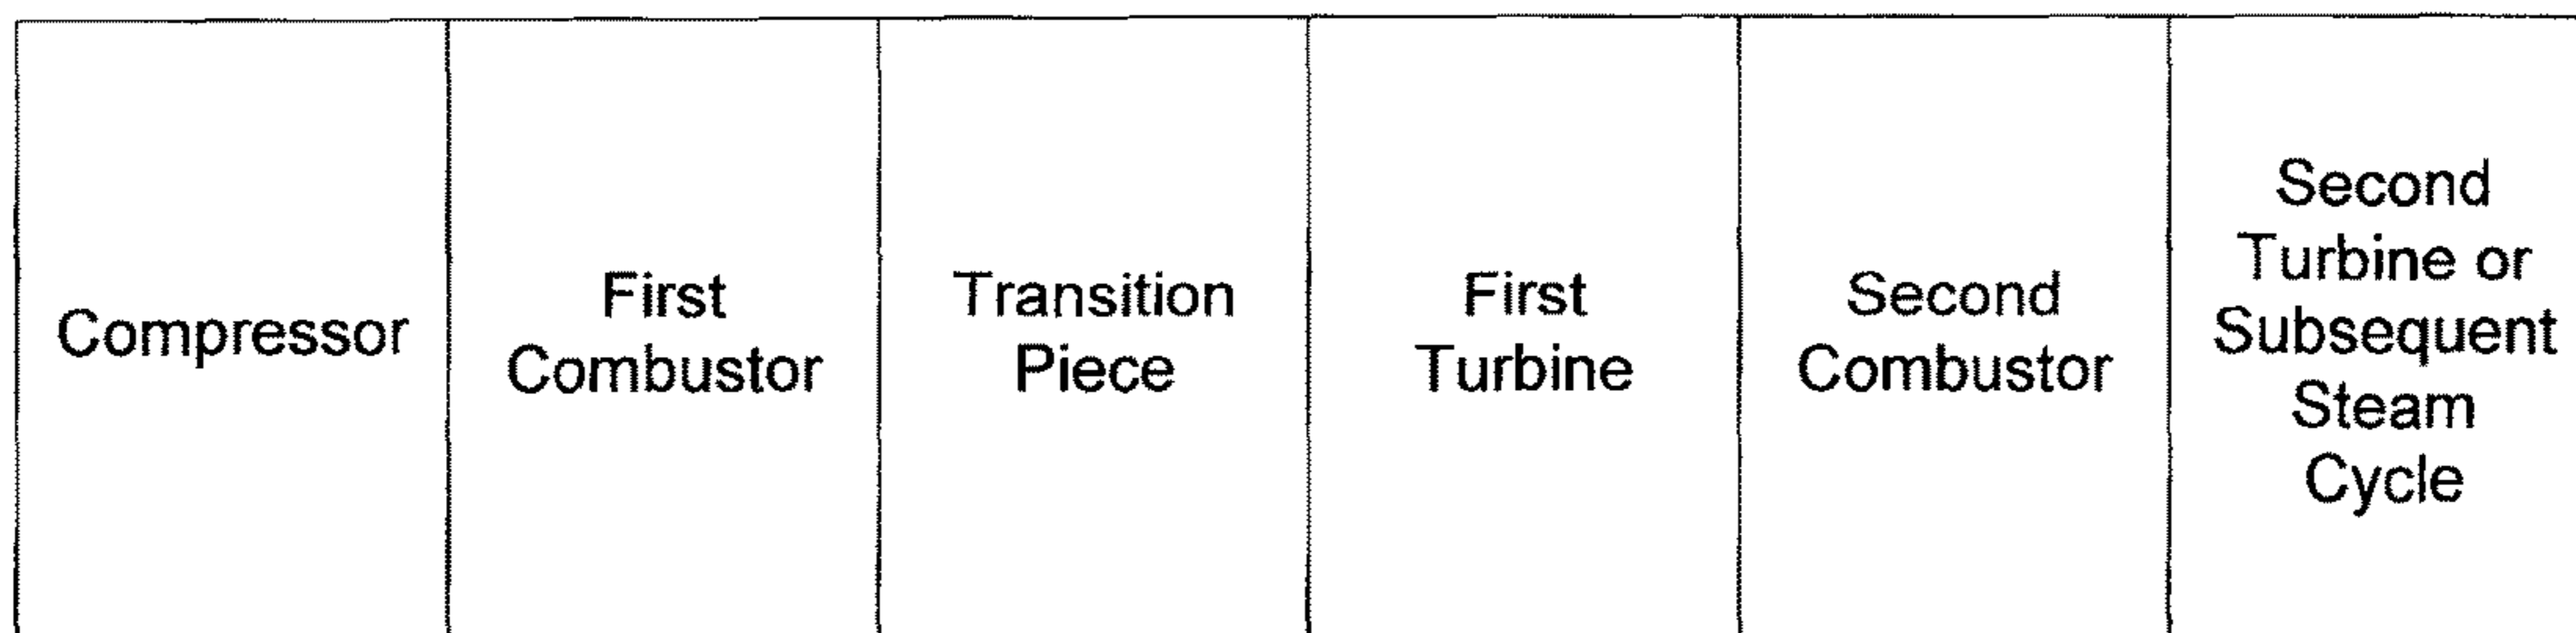 Compressor
First
Combustor
Transition
Piece
First
Turbine
Second
Combustor
Second
Turbine or
Subsequent
Steam
Cycle